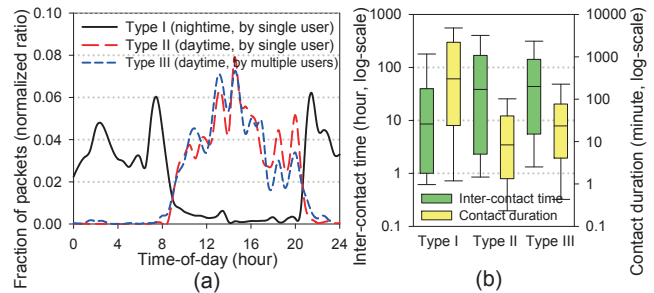 Fraction of packets (normalized ratio)
0.10
0.08
0.06
0.04
0.02
0.00
Type I (nightime, by single user)
Type II (daytime, by single user)
Type III (daytime, by multiple users)
0 4 8 12 16 20 24
Time-of-day (hour)
(a)
Inter-contact time (hour, log-scale)
1000
100
10
1
0.1
Inter-contact time
Contact duration
Type I Type II Type III
(b)
10000
1000
100
10
1
0.1
Contact duration (minute, log-scale)